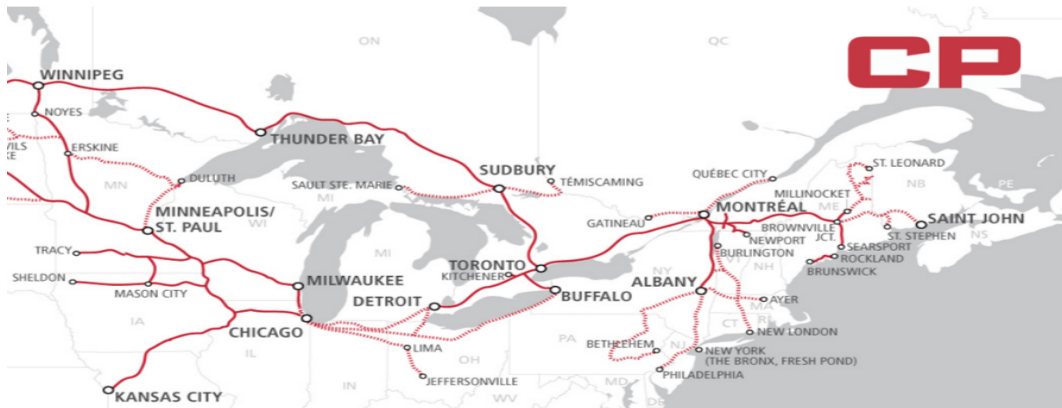 CP
ON
QC
WINNIPEG
NOYES
ERSKINE
THUNDER BAY
DULUTH
MN
MI
WI
SAULT STE. MARIE
SUDBURY
TÉMISCAMING
QUÉBEC CITY
GATINEAU
MONTRÉAL
ST. LEONARD
MILLINOCKET
NB
PE
ME
BROWNVILLE
JCT.
SAINT JOHN
ST. STEPHEN
NS
NEWPORT
BURLINGTON
SEARSPORT
ROCKLAND
BRUNSWICK
VT
NH
MINNEAPOLIS/
ST. PAUL
TRACY
SHELDON
MASON CITY
MI
MILWAUKEE
TORONTO
KITCHENER
NY
DETROIT
BUFFALO
ALBANY
AYER
MA
RI
CT
NEW LONDON
CHICAGO
IA
IL
IN
LIMA
OH
JEFFERSONVILLE
WV
PA
BETHLEHEM
NJ
NEW YORK
(THE BRONX, FRESH POND)
PHILADELPHIA
MD
KANSAS CITY